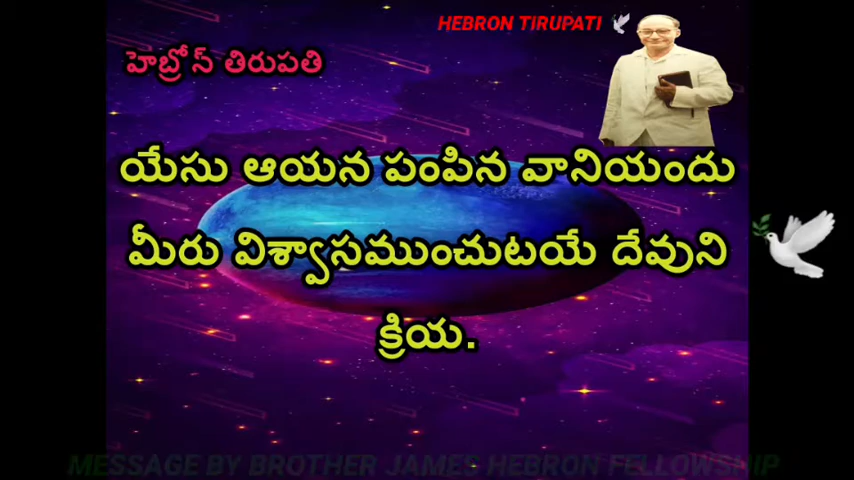 HEBRON TIRUPATI
హెబ్రోన్ తిరుపతి
యేసు ఆయన పంపిన వానియందు
మీరు విశ్వాసముంచుటయే దేవుని
క్రియ.
MESSAGE BY BROTHER JAMES HEBRON FELLOWSHIP